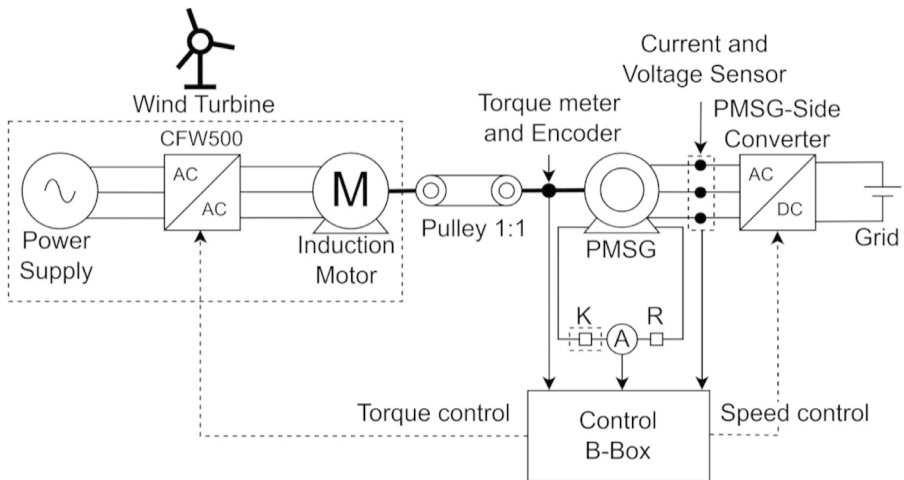 Current and
Voltage Sensor
Wind Turbine
Torque meter
and Encoder
PMSG-Side
Converter
CFW500
AC
AC
M
AC
DC
Power
Supply
Induction
Motor
Pulley 1:1
PMSG
Grid
K
A
R
Torque control
Control
B-Box
Speed control